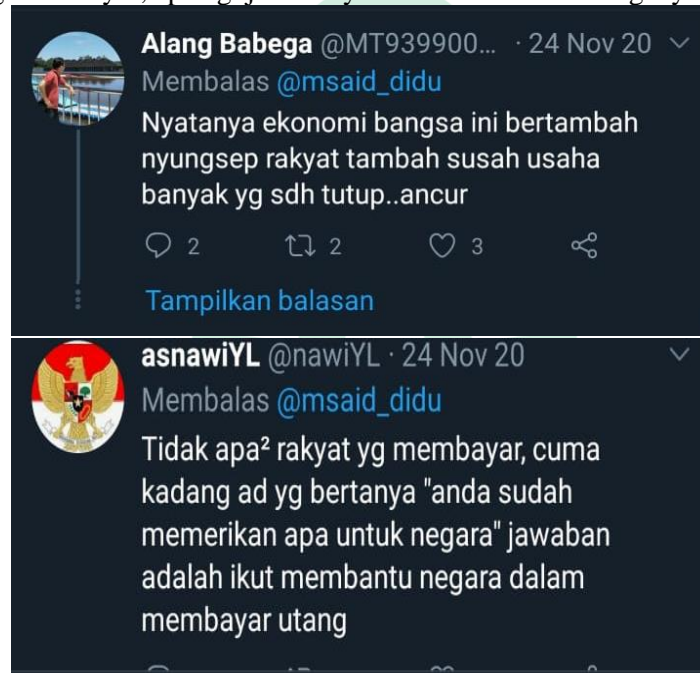 Alang Babega @MT939900... · 24 Nov 20
Membalas @msaid_didu
Nyatanya ekonomi bangsa ini bertambah
nyungsep rakyat tambah susah usaha
banyak yg sdh tutup..ancur
2 2 3
Tampilkan balasan
asnawiYL @nawiYL · 24 Nov 20
Membalas @msaid_didu
Tidak apa² rakyat yg membayar, cuma
kadang ad yg bertanya "anda sudah
memerikan apa untuk negara" jawaban
adalah ikut membantu negara dalam
membayar utang